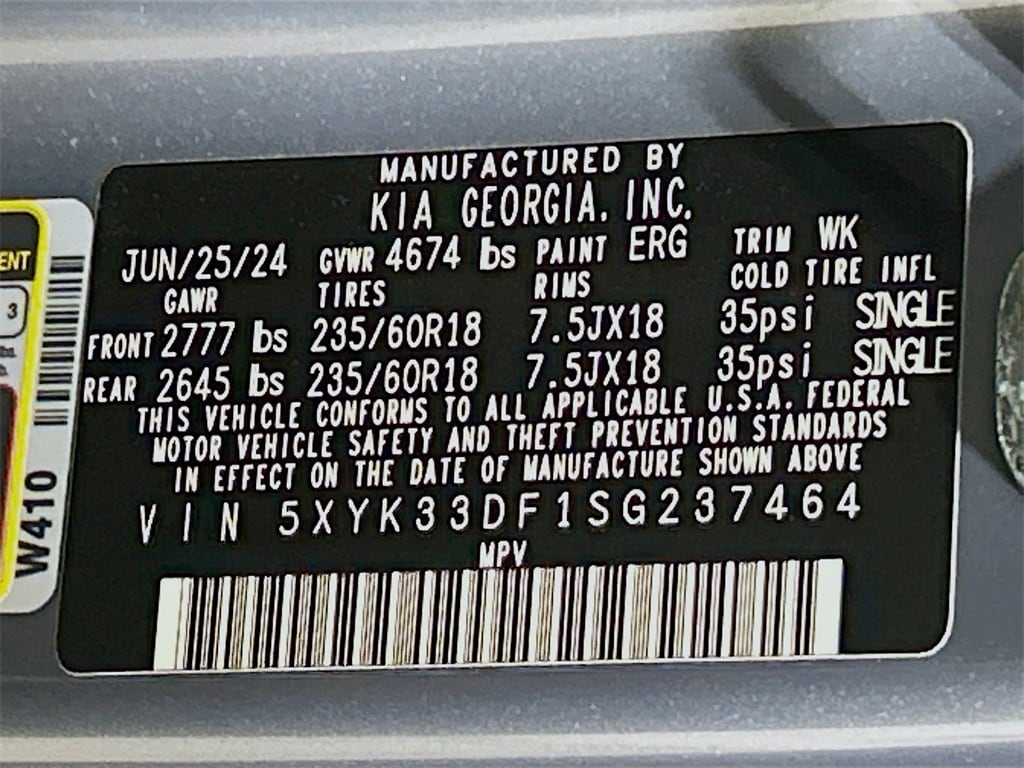 MANUFACTURED BY
KIA GEORGIA. INC.
JUN/25/24 GVWR 4674 lbs PAINT ERG TRIM WK
GAWR TIRES RIMS COLD TIRE INFL
FRONT 2777 lbs 235/60R18 7.5JX18 35psi SINGLE
REAR 2645 lbs 235/60R18 7.5JX18 35psi SINGLE
THIS VEHICLE CONFORMS TO ALL APPLICABLE U.S.A. FEDERAL
MOTOR VEHICLE SAFETY AND THEFT PREVENTION STANDARDS
IN EFFECT ON THE DATE OF MANUFACTURE SHOWN ABOVE
VIN 5XYK33DF1SG237464
MPV
ENT
3
W410